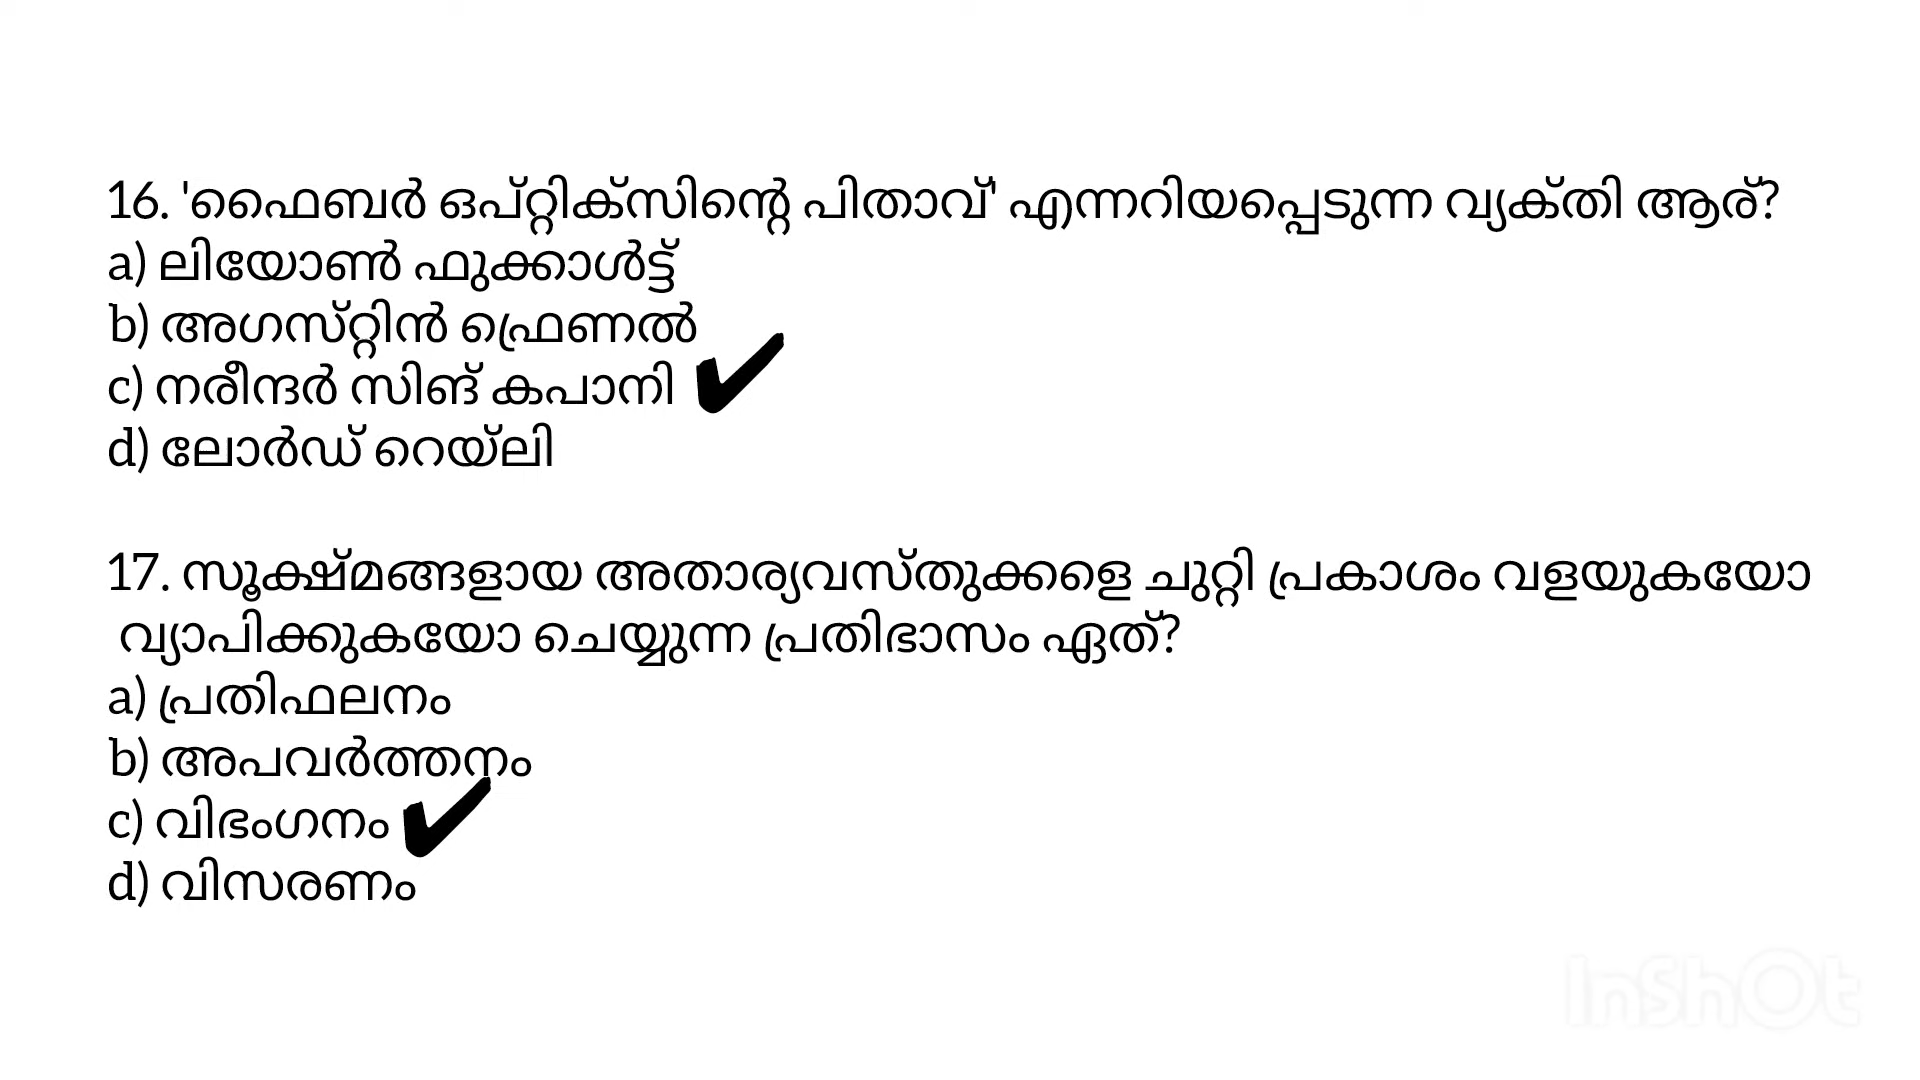 16. 'ഫൈബർ ഒപ്റ്റിക്സിന്റെ പിതാവ്' എന്നറിയപ്പെടുന്ന വ്യക്തി ആര്?
a) ലിയോൺ ഫുക്കാൾട്ട്
b) അഗസ്റ്റിൻ ഫ്രെണൽ
c) നരീന്ദർ സിങ് കപാനി ✔
d) ലോർഡ് റെയ്ലി
17. സൂക്ഷ്മങ്ങളായ അതാര്യവസ്തുക്കളെ ചുറ്റി പ്രകാശം വളയുകയോ
വ്യാപിക്കുകയോ ചെയ്യുന്ന പ്രതിഭാസം ഏത്?
a) പ്രതിഫലനം
b) അപവർത്തനം
c) വിഭംഗനം ✔
d) വിസരണം
InShOt